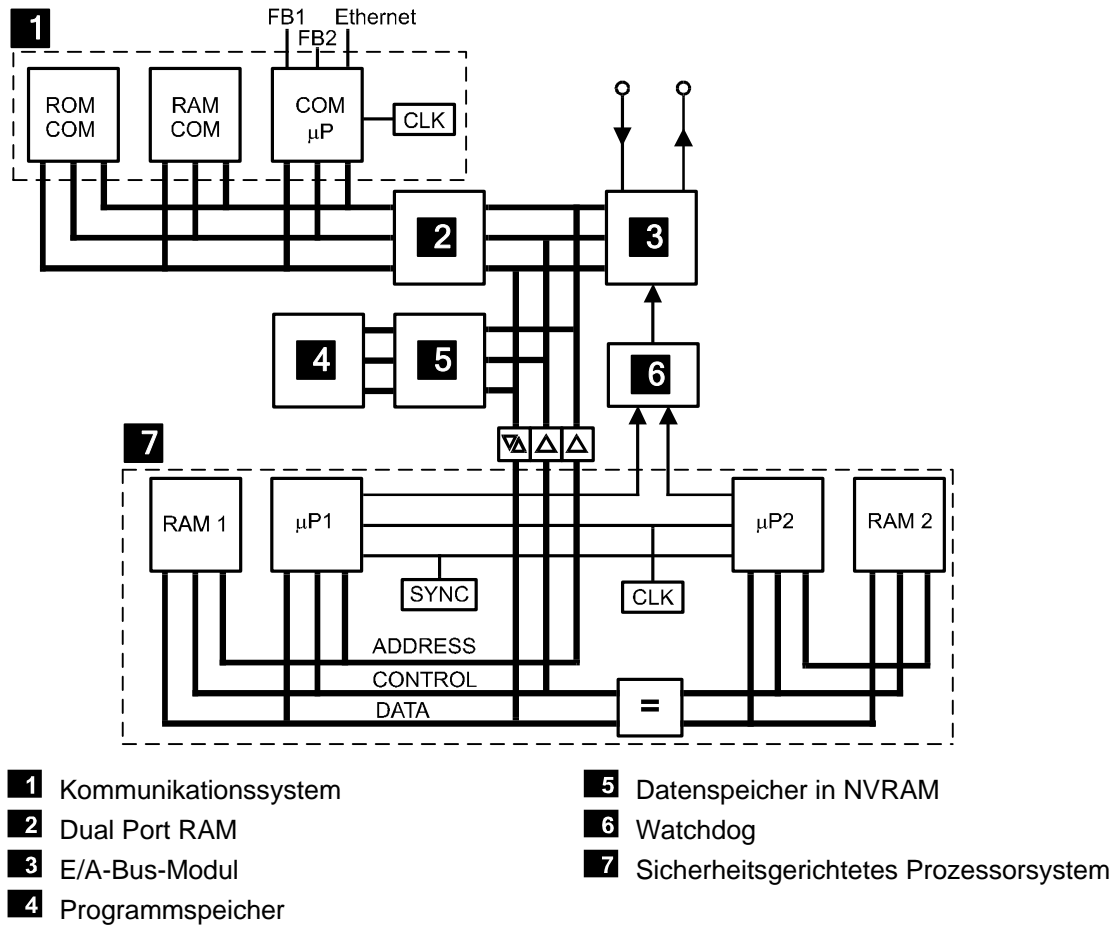 FB1 Ethernet
FB2
1
ROM COM
RAM COM
COM µP
CLK
2
3
4
5
6
7
RAM 1
µP1
µP2
RAM 2
SYNC
CLK
ADDRESS
CONTROL
DATA
=
1 Kommunikationssystem
2 Dual Port RAM
3 E/A-Bus-Modul
4 Programmspeicher
5 Datenspeicher in NVRAM
6 Watchdog
7 Sicherheitsgerichtetes Prozessorsystem